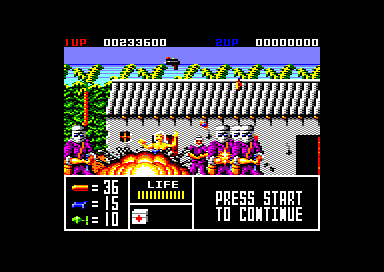 1UP 00233600 2UP 00000000
= 36
= 15
= 10
LIFE
PRESS START
TO CONTINUE